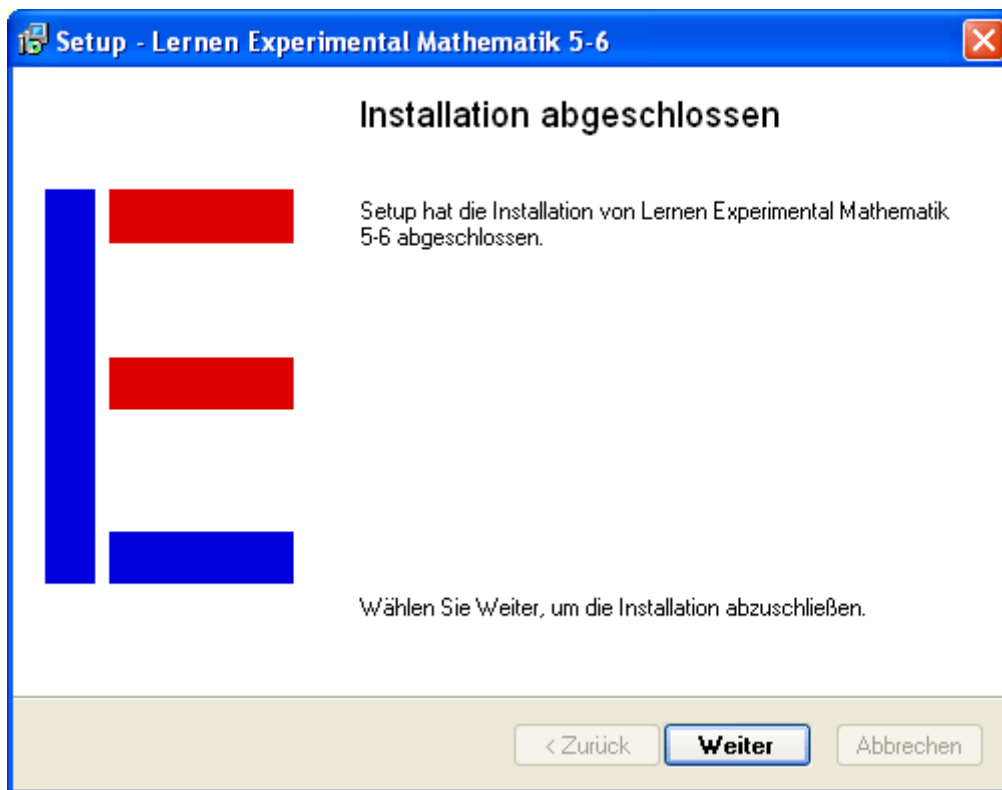 Setup - Lernen Experimental Mathematik 5-6
Installation abgeschlossen
Setup hat die Installation von Lernen Experimental Mathematik
5-6 abgeschlossen.
Wählen Sie Weiter, um die Installation abzuschließen.
< Zurück Weiter Abbrechen